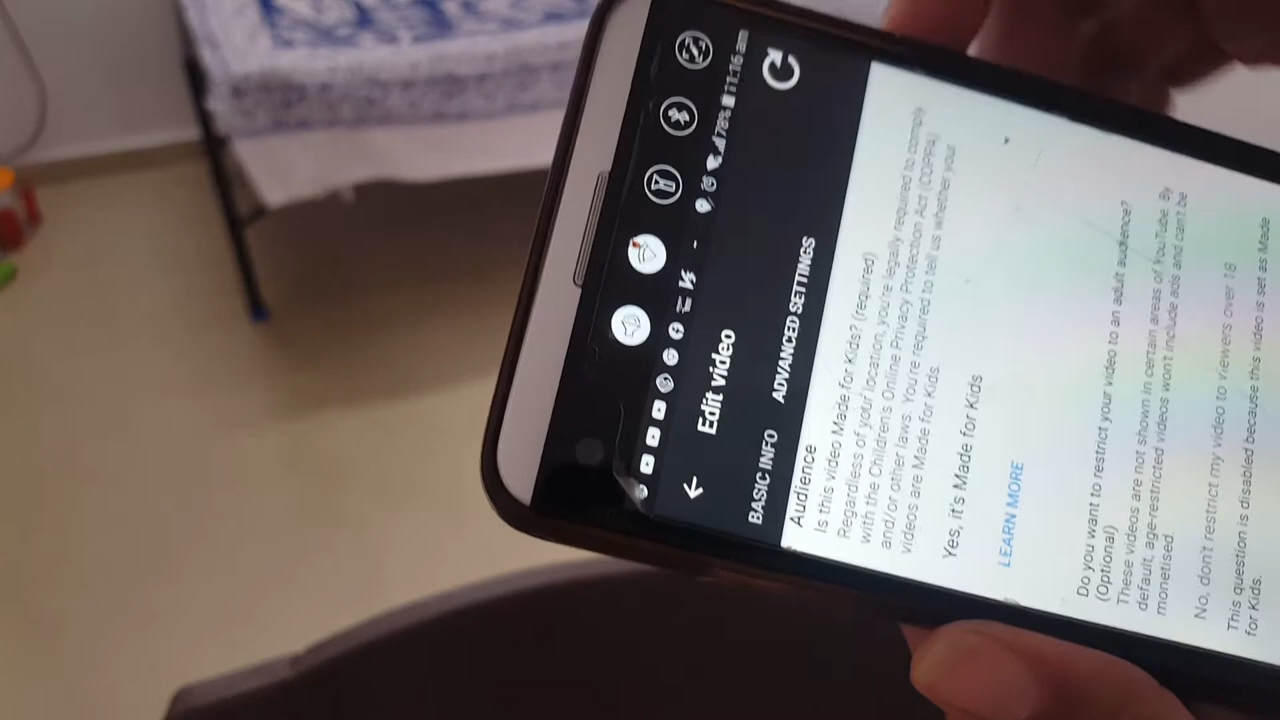 78% 11:16 am
Edit video
BASIC INFO ADVANCED SETTINGS
Audience
Is this video Made for Kids? (required)
Regardless of your location, you're legally required to comply
with the Children's Online Privacy Protection Act (COPPA)
and/or other laws. You're required to tell us whether your
videos are Made for Kids.
Yes, it's Made for Kids
LEARN MORE
Do you want to restrict your video to an adult audience?
(Optional)
These videos are not shown in certain areas of YouTube. By
default, age-restricted videos won't include ads and can't be
monetised.
No, don't restrict my video to viewers over 18
This question is disabled because this video is set as Made
for Kids.